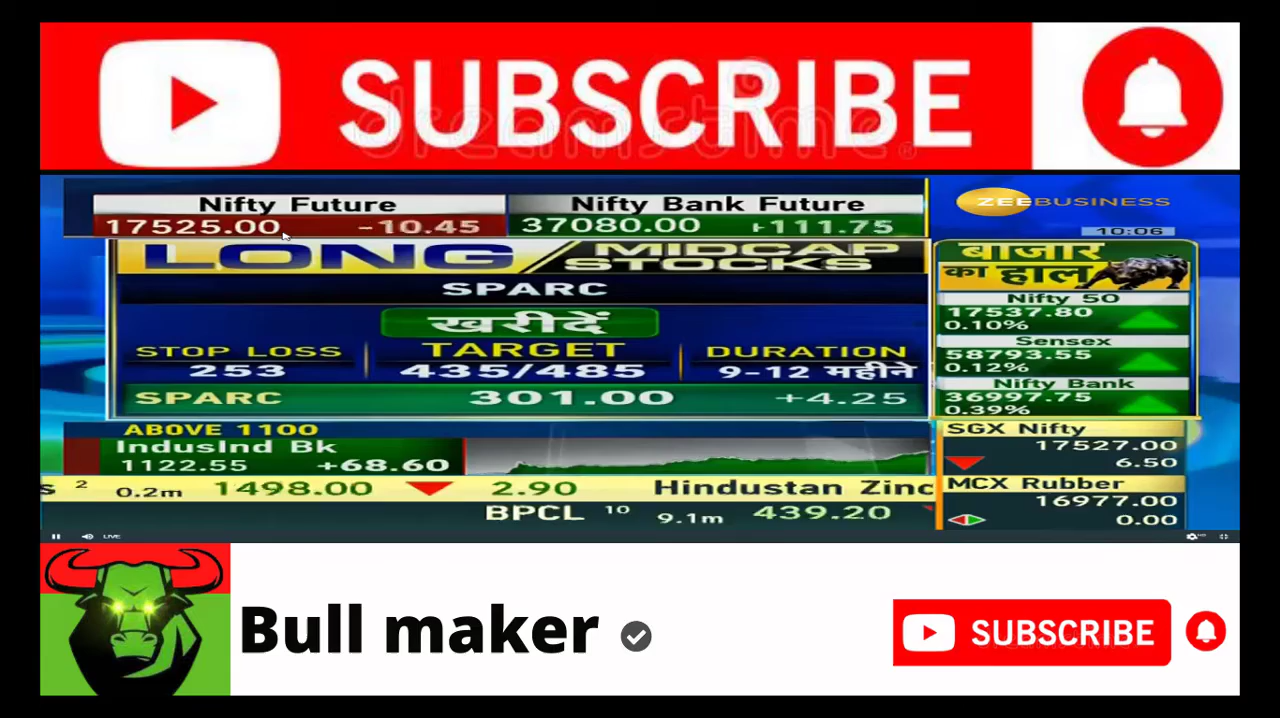 SUBSCRIBE
dreamstime
Nifty Future
17525.00 -10.45
Nifty Bank Future
37080.00 +111.75
ZEEBUSINESS
10:06
LONG / MIDCAP STOCKS
SPARC
खरीदें
STOP LOSS TARGET DURATION
253 435/485 9-12 महीने
SPARC 301.00 +4.25
बाजार
का हाल
Nifty 50
17537.80
0.10%
Sensex
58793.55
0.12%
Nifty Bank
36997.75
0.39%
ABOVE 1100
IndusInd Bk
1122.55 +68.60
SGX Nifty
17527.00
6.50
MCX Rubber
16977.00
0.00
s 2 0.2m 1498.00 2.90 Hindustan Zinc
BPCL 10 9.1m 439.20
LIVE
Bull maker
SUBSCRIBE